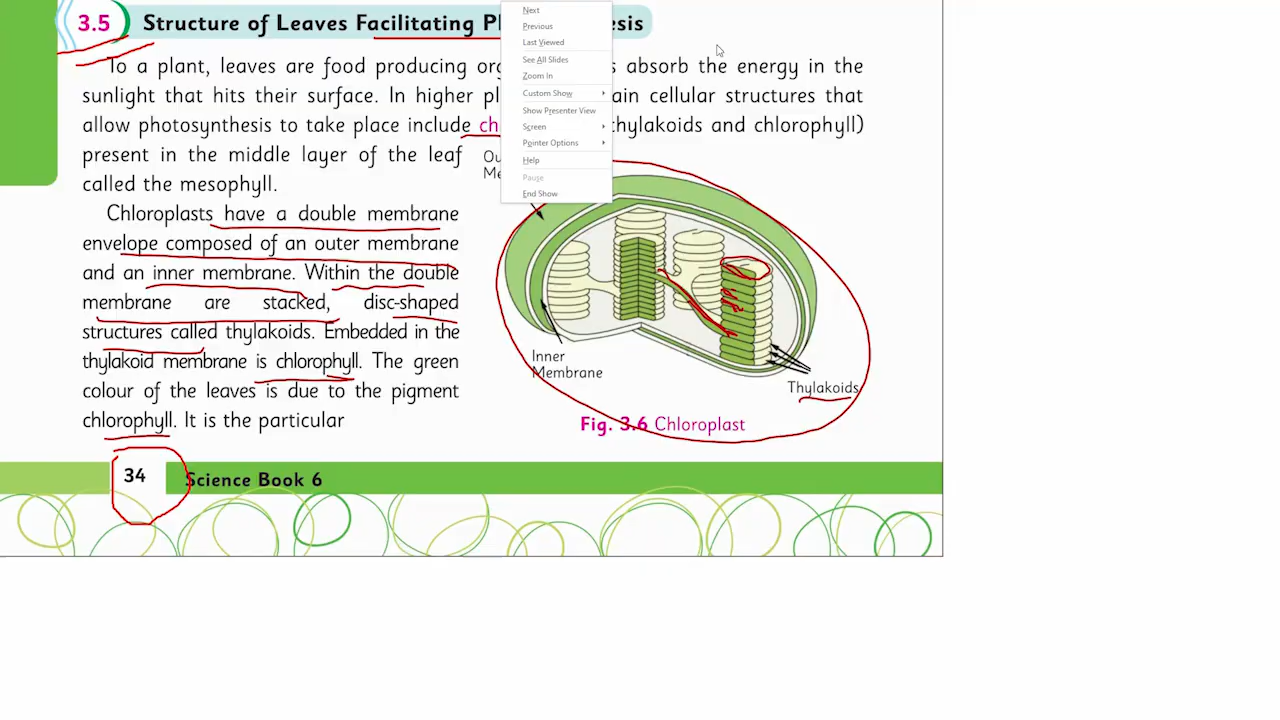 3.5 Structure of Leaves Facilitating Pl esis
To a plant, leaves are food producing org s absorb the energy in the
sunlight that hits their surface. In higher pl ain cellular structures that
allow photosynthesis to take place include ch thylakoids and chlorophyll)
present in the middle layer of the leaf
called the mesophyll.
Chloroplasts have a double membrane
envelope composed of an outer membrane
and an inner membrane. Within the double
membrane are stacked, disc-shaped
structures called thylakoids. Embedded in the
thylakoid membrane is chlorophyll. The green
colour of the leaves is due to the pigment
chlorophyll. It is the particular
Next
Previous
Last Viewed
See All Slides
Zoom In
Custom Show
Show Presenter View
Screen
Pointer Options
Help
Pause
End Show
Ou
Me
Inner
Membrane
Thylakoids
Fig. 3.6 Chloroplast
34 Science Book 6